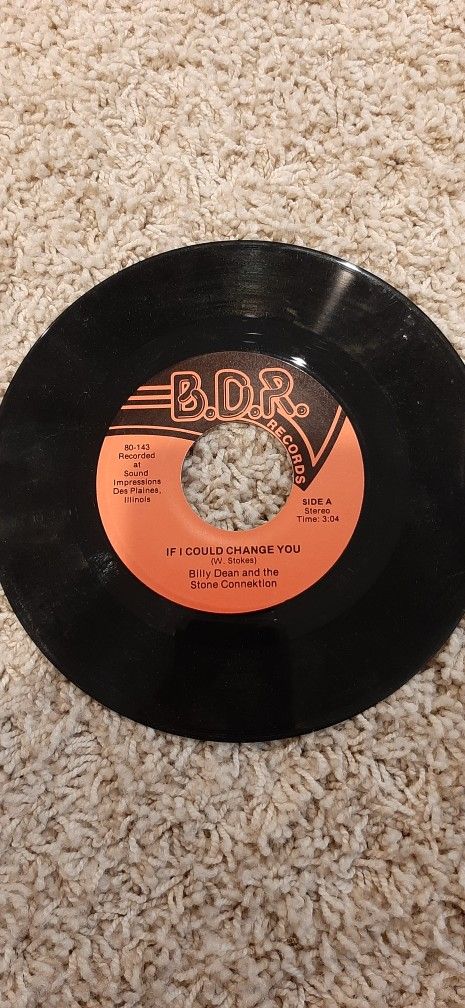 B.D.R.
RECORDS
80-143
Recorded
at
Sound
Impressions
Des Plaines,
Illinois
SIDE A
Stereo
Time: 3:04
IF I COULD CHANGE YOU
(W. Stokes)
Billy Dean and the
Stone Connektion